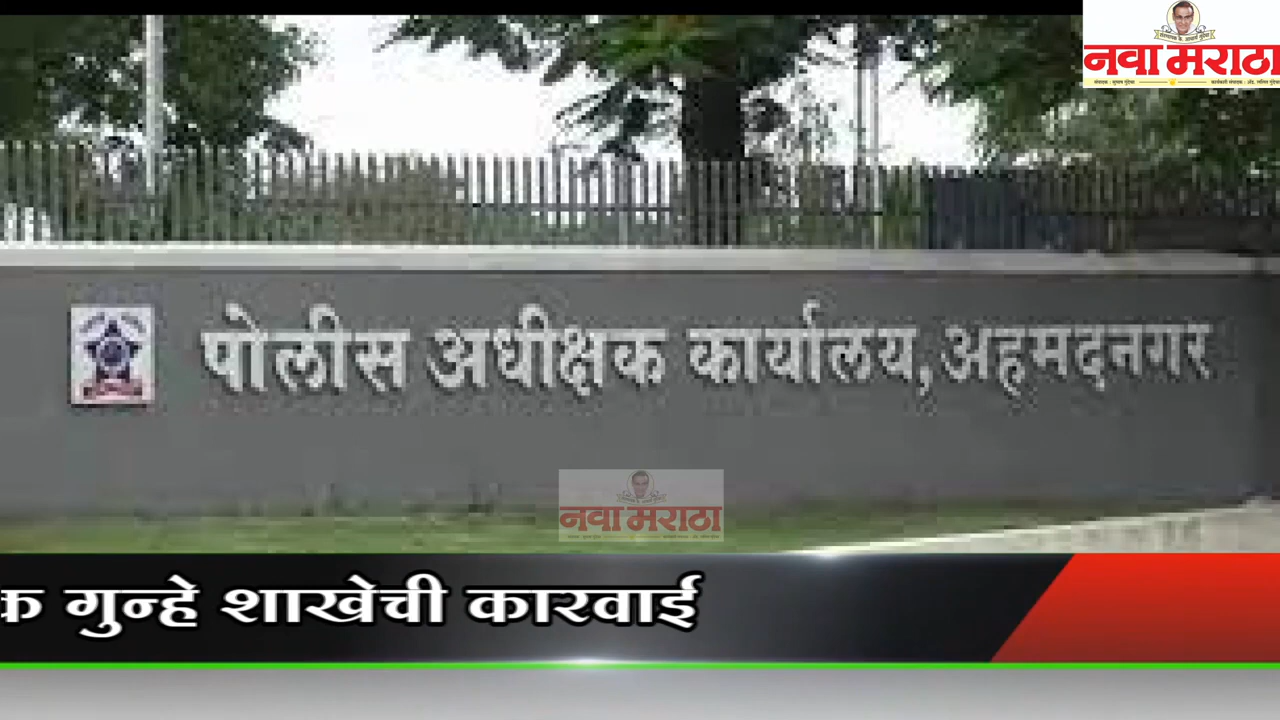 नवा मराठा
पोलीस अधीक्षक कार्यालय, अहमदनगर
नवा मराठा
क गुन्हे शाखेची कारवाई